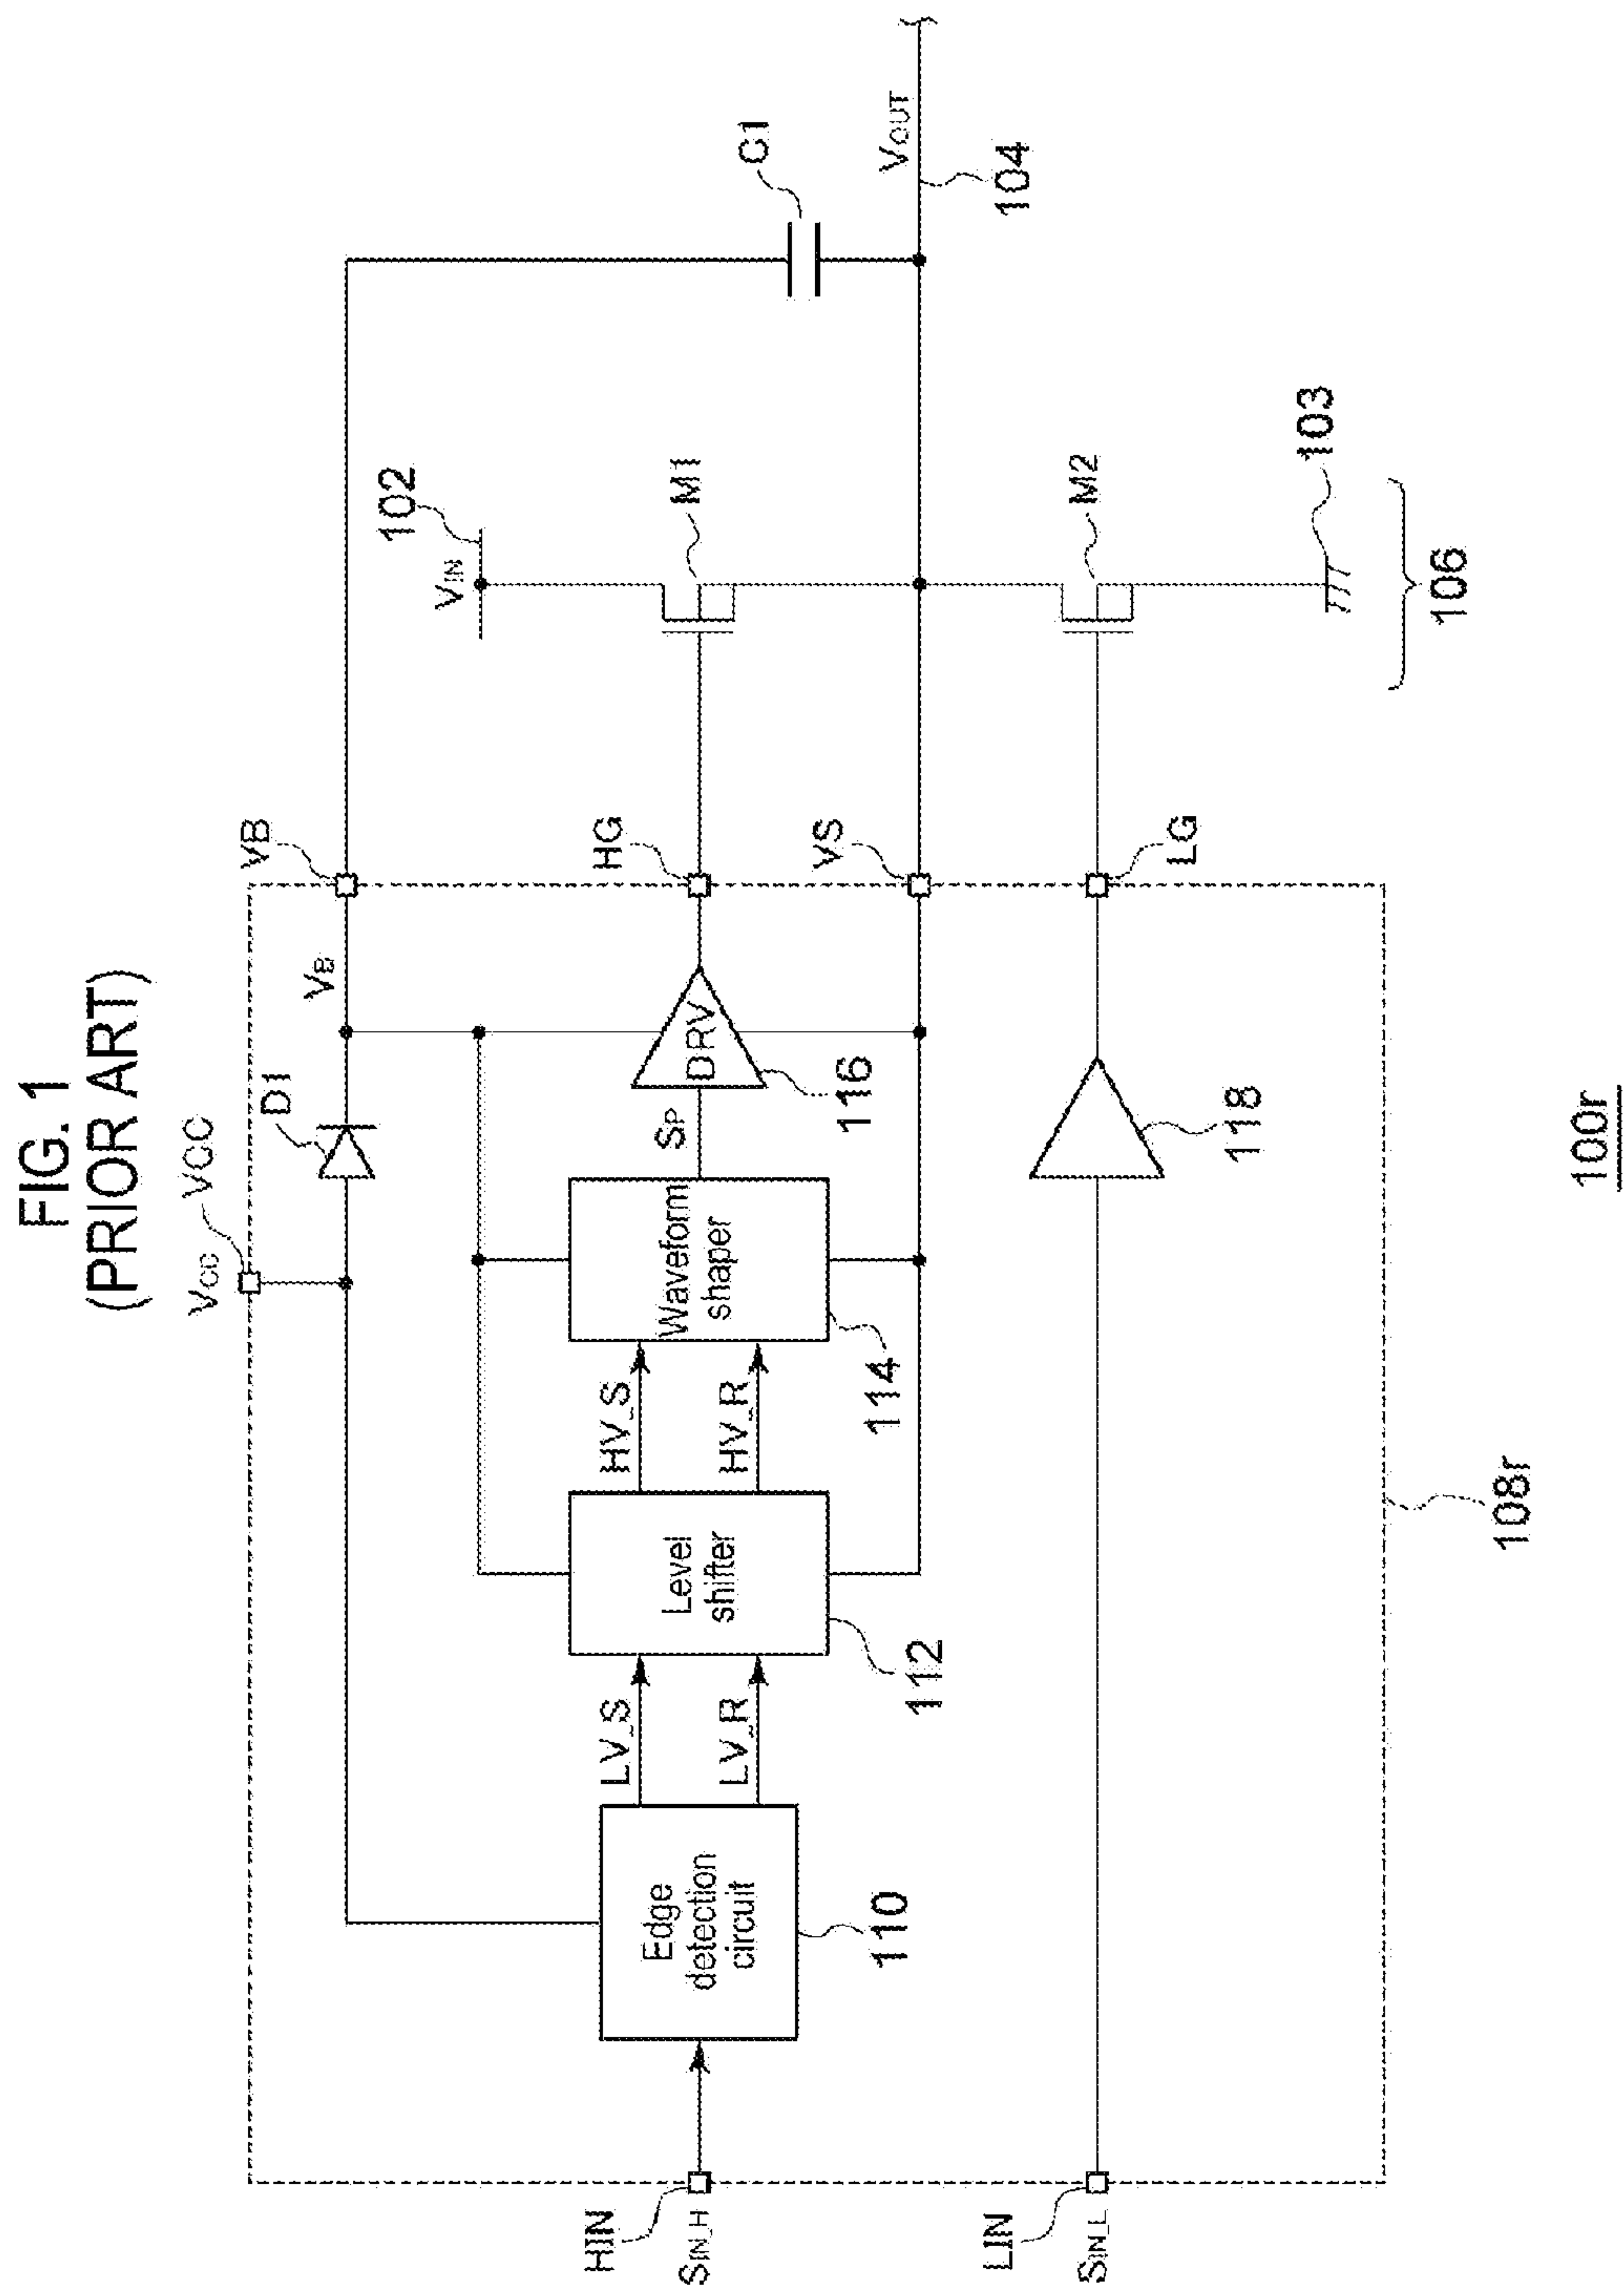 FIG. 1
(PRIOR ART)
VCC
VCC
D1
VB
VB
C1
VIN
102
HIN
SIN_H
Edge
detection
circuit
110
LV_S
LV_R
Level
shifter
112
HV_S
HV_R
Waveform
shaper
114
SP
DRV
116
HG
M1
VS
VOUT
104
LIN
SIN_L
118
LG
M2
103
106
108r
100r